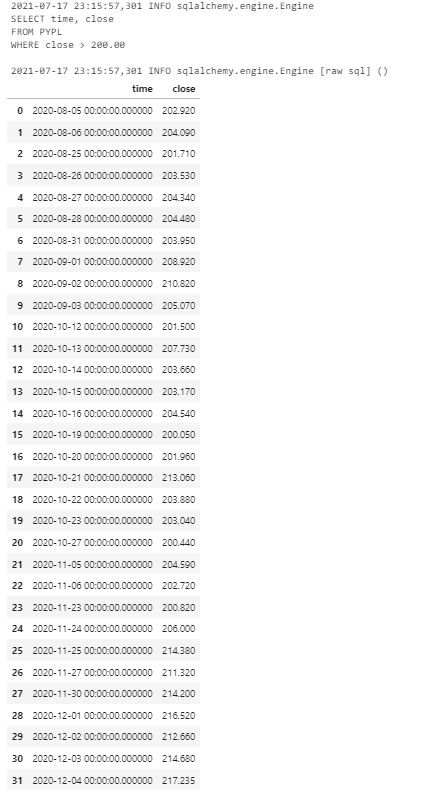 2021-07-17 23:15:57,301 INFO sqlalchemy.engine.Engine
SELECT time, close
FROM PYPL
WHERE close > 200.00
2021-07-17 23:15:57,301 INFO sqlalchemy.engine.Engine [raw sql] ()
time close
0 2020-08-05 00:00:00.000000 202.920
1 2020-08-06 00:00:00.000000 204.090
2 2020-08-25 00:00:00.000000 201.710
3 2020-08-26 00:00:00.000000 203.530
4 2020-08-27 00:00:00.000000 204.340
5 2020-08-28 00:00:00.000000 204.480
6 2020-08-31 00:00:00.000000 203.950
7 2020-09-01 00:00:00.000000 208.920
8 2020-09-02 00:00:00.000000 210.820
9 2020-09-03 00:00:00.000000 205.070
10 2020-10-12 00:00:00.000000 201.500
11 2020-10-13 00:00:00.000000 207.730
12 2020-10-14 00:00:00.000000 203.660
13 2020-10-15 00:00:00.000000 203.170
14 2020-10-16 00:00:00.000000 204.540
15 2020-10-19 00:00:00.000000 200.050
16 2020-10-20 00:00:00.000000 201.960
17 2020-10-21 00:00:00.000000 213.060
18 2020-10-22 00:00:00.000000 203.880
19 2020-10-23 00:00:00.000000 203.040
20 2020-10-27 00:00:00.000000 200.440
21 2020-11-05 00:00:00.000000 204.590
22 2020-11-06 00:00:00.000000 202.720
23 2020-11-23 00:00:00.000000 200.820
24 2020-11-24 00:00:00.000000 206.000
25 2020-11-25 00:00:00.000000 214.380
26 2020-11-27 00:00:00.000000 211.320
27 2020-11-30 00:00:00.000000 214.200
28 2020-12-01 00:00:00.000000 216.520
29 2020-12-02 00:00:00.000000 212.660
30 2020-12-03 00:00:00.000000 214.680
31 2020-12-04 00:00:00.000000 217.235